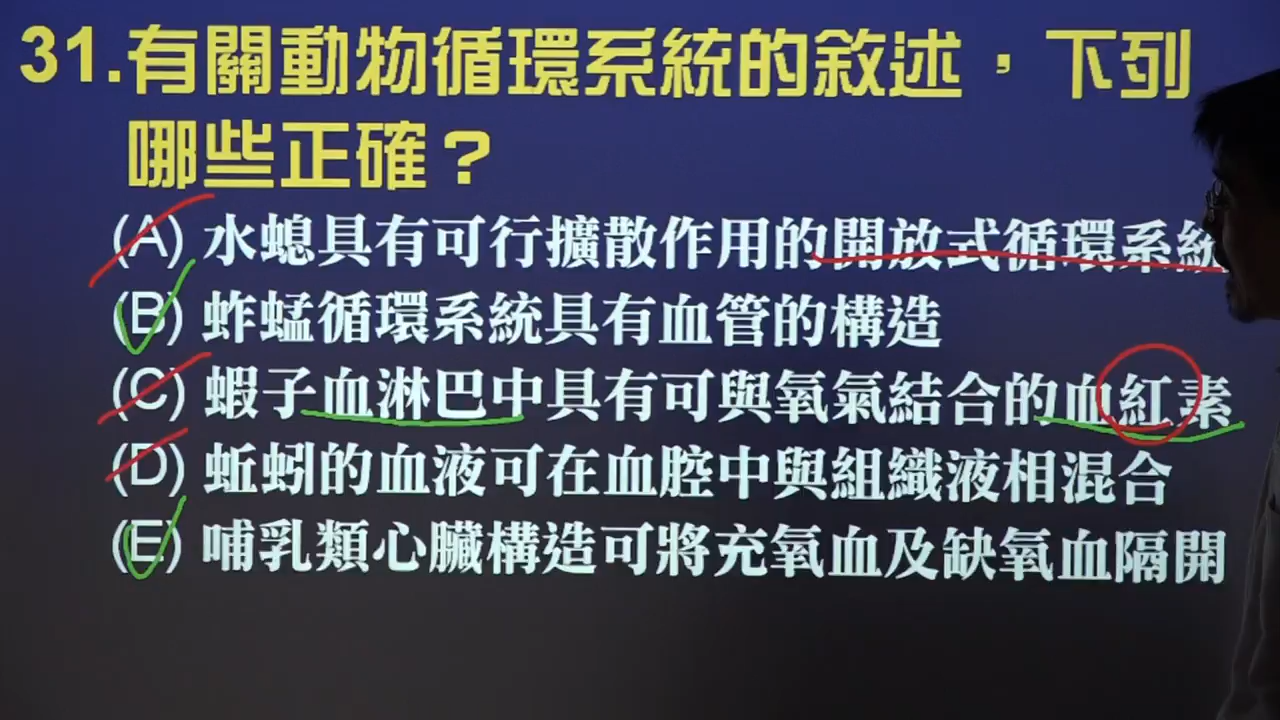 31.有關動物循環系統的敘述，下列
哪些正確？
(A) 水螅具有可行擴散作用的開放式循環系統
(B) 蚱蜢循環系統具有血管的構造
(C) 蝦子血淋巴中具有可與氧氣結合的血紅素
(D) 蚯蚓的血液可在血腔中與組織液相混合
(E) 哺乳類心臟構造可將充氧血及缺氧血隔開